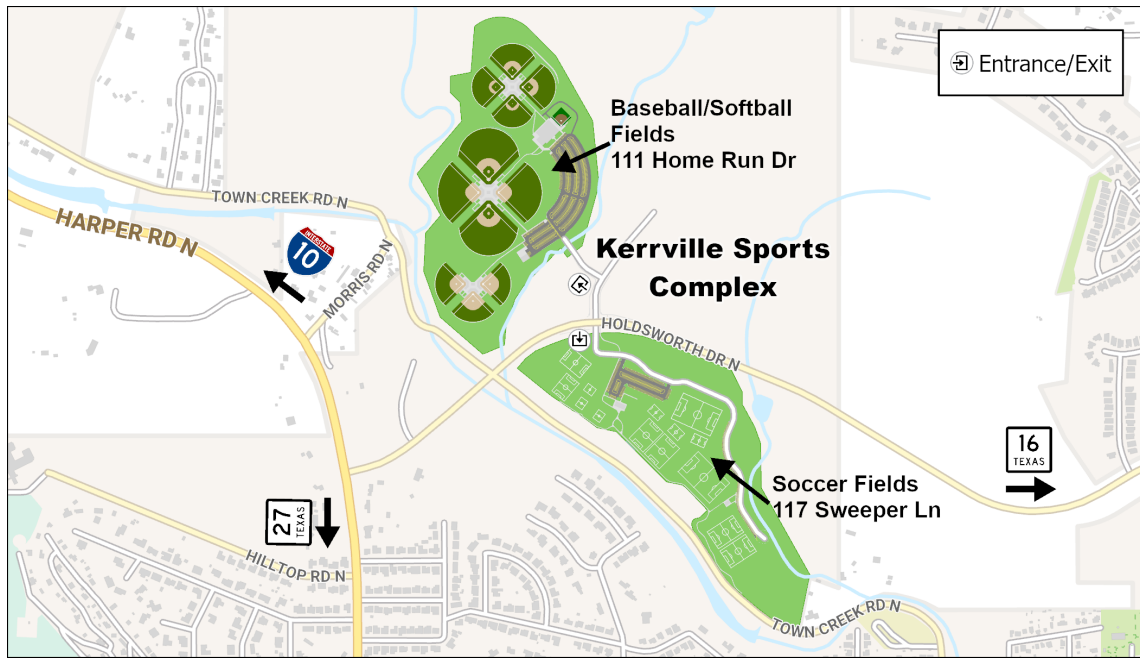 Entrance/Exit
Baseball/Softball
Fields
111 Home Run Dr
TOWN CREEK RD N
HARPER RD N
INTERSTATE
10
MORRIS RD N
Kerrville Sports
Complex
HOLDSWORTH DR N
16
TEXAS
Soccer Fields
117 Sweeper Ln
27
TEXAS
HILLTOP RD N
TOWN CREEK RD N